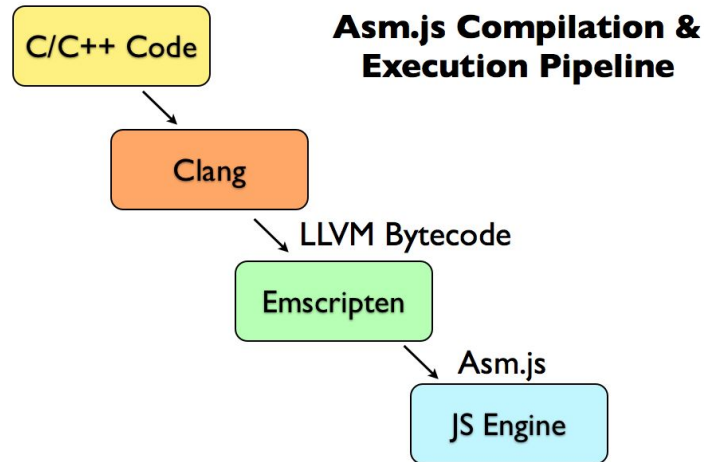 Asm.js Compilation &
Execution Pipeline
C/C++ Code
Clang
LLVM Bytecode
Emscripten
Asm.js
JS Engine